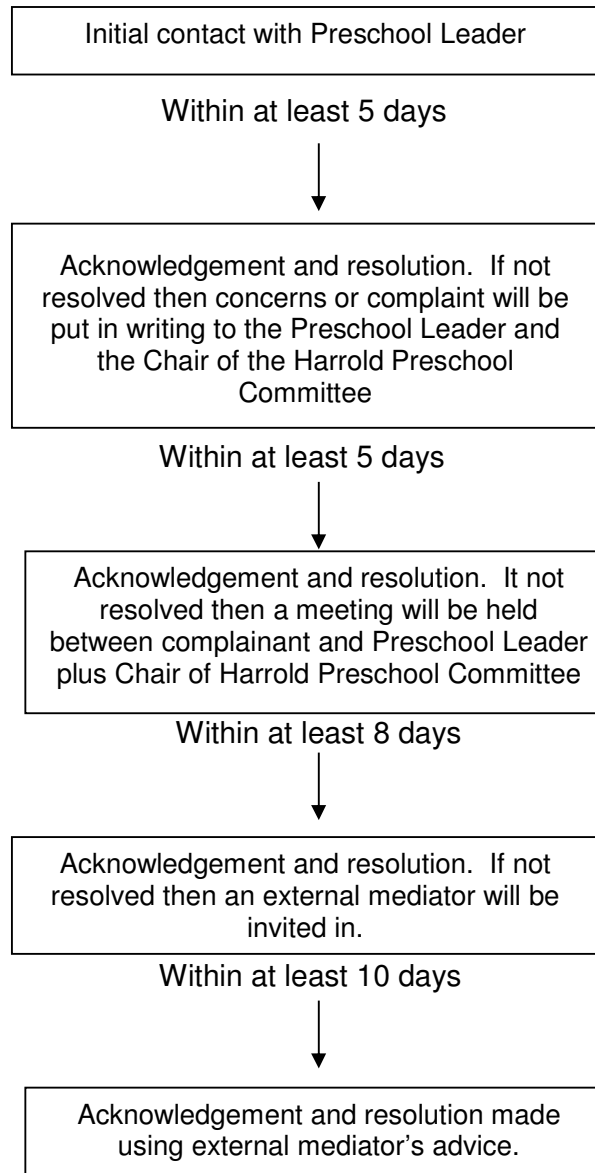 Initial contact with Preschool Leader
Within at least 5 days
Acknowledgement and resolution.  If not
resolved then concerns or complaint will be
put in writing to the Preschool Leader and
the Chair of the Harrold Preschool
Committee
Within at least 5 days
Acknowledgement and resolution.  It not
resolved then a meeting will be held
between complainant and Preschool Leader
plus Chair of Harrold Preschool Committee
Within at least 8 days
Acknowledgement and resolution.  If not
resolved then an external mediator will be
invited in.
Within at least 10 days
Acknowledgement and resolution made
using external mediator’s advice.